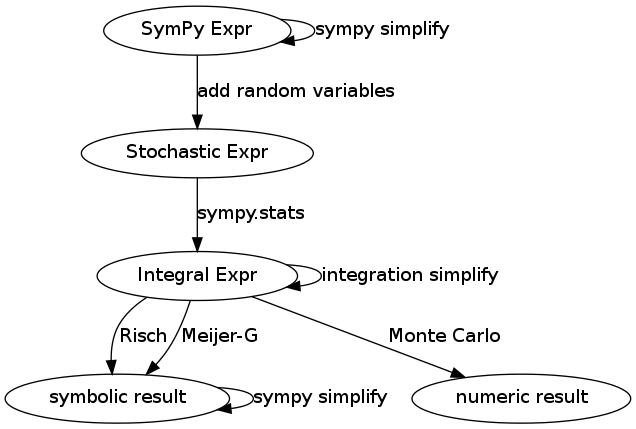 SymPy Expr
sympy simplify
add random variables
Stochastic Expr
sympy.stats
Integral Expr
integration simplify
Risch
Meijer-G
Monte Carlo
symbolic result
sympy simplify
numeric result